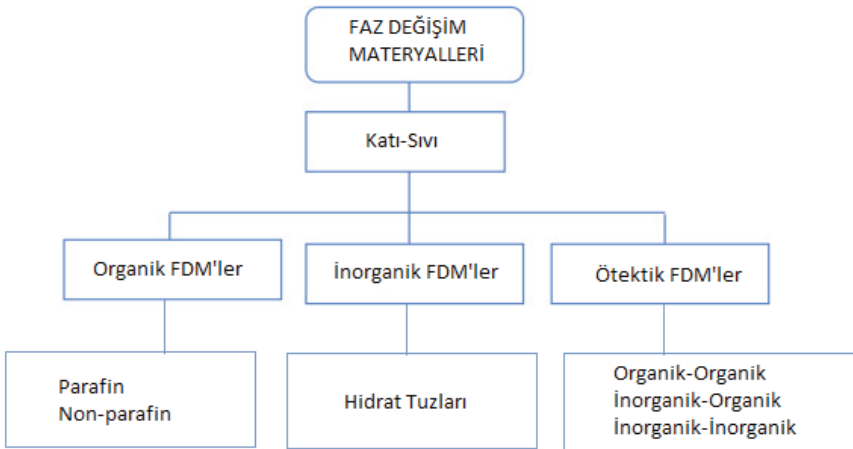 FAZ DEĞİŞİM
MATERYALLERİ
Katı-Sıvı
Organik FDM'ler
İnorganik FDM'ler
Ötektik FDM'ler
Parafin
Non-parafin
Hidrat Tuzları
Organik-Organik
İnorganik-Organik
İnorganik-İnorganik